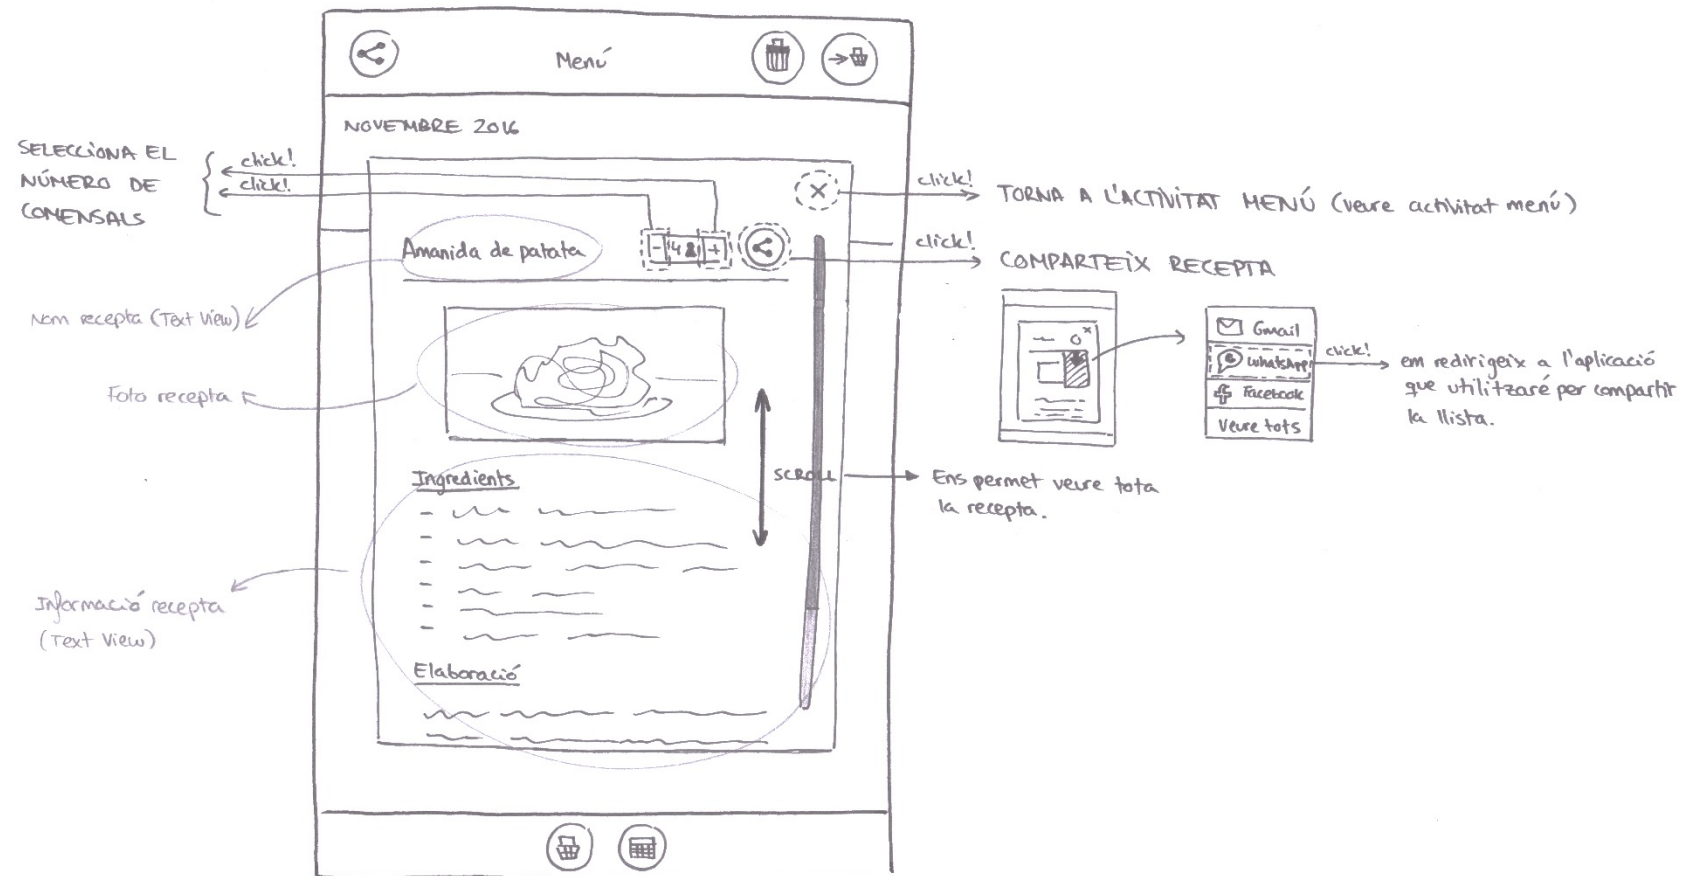 Menú
NOVEMBRE 2016
SELECCIONA EL
NÚMERO DE
COMENSALS
click!
click!
click!
TORNA A L'ACTIVITAT MENÚ (veure activitat menú)
Amanida de patata
- 4 +
click!
COMPARTEIX RECEPTA
Nom recepta (Text View)
Foto recepta
Gmail
WhatsApp
Facebook
Veure tots
click!
em redirigeix a l'aplicació
que utilitzaré per compartir
la llista.
SCROLL
Ens permet veure tota
la recepta.
Ingredients
Informació recepta
(Text View)
Elaboració